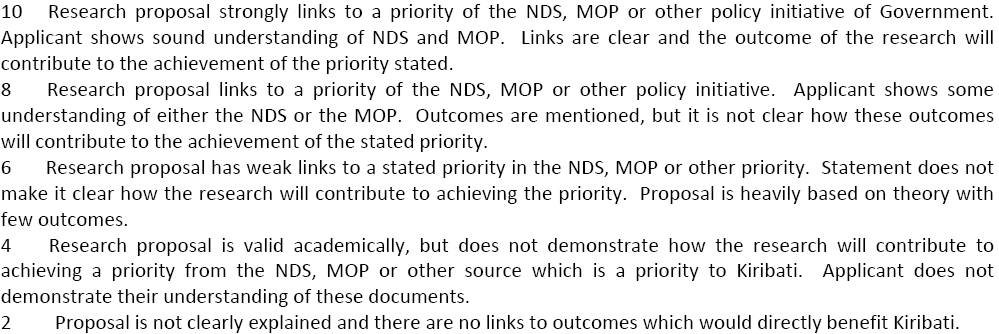 10 Research proposal strongly links to a priority of the NDS, MOP or other policy initiative of Government.
Applicant shows sound understanding of NDS and MOP. Links are clear and the outcome of the research will
contribute to the achievement of the priority stated.
8 Research proposal links to a priority of the NDS, MOP or other policy initiative. Applicant shows some
understanding of either the NDS or the MOP. Outcomes are mentioned, but it is not clear how these outcomes
will contribute to the achievement of the stated priority.
6 Research proposal has weak links to a stated priority in the NDS, MOP or other priority. Statement does not
make it clear how the research will contribute to achieving the priority. Proposal is heavily based on theory with
few outcomes.
4 Research proposal is valid academically, but does not demonstrate how the research will contribute to
achieving a priority from the NDS, MOP or other source which is a priority to Kiribati. Applicant does not
demonstrate their understanding of these documents.
2 Proposal is not clearly explained and there are no links to outcomes which would directly benefit Kiribati.